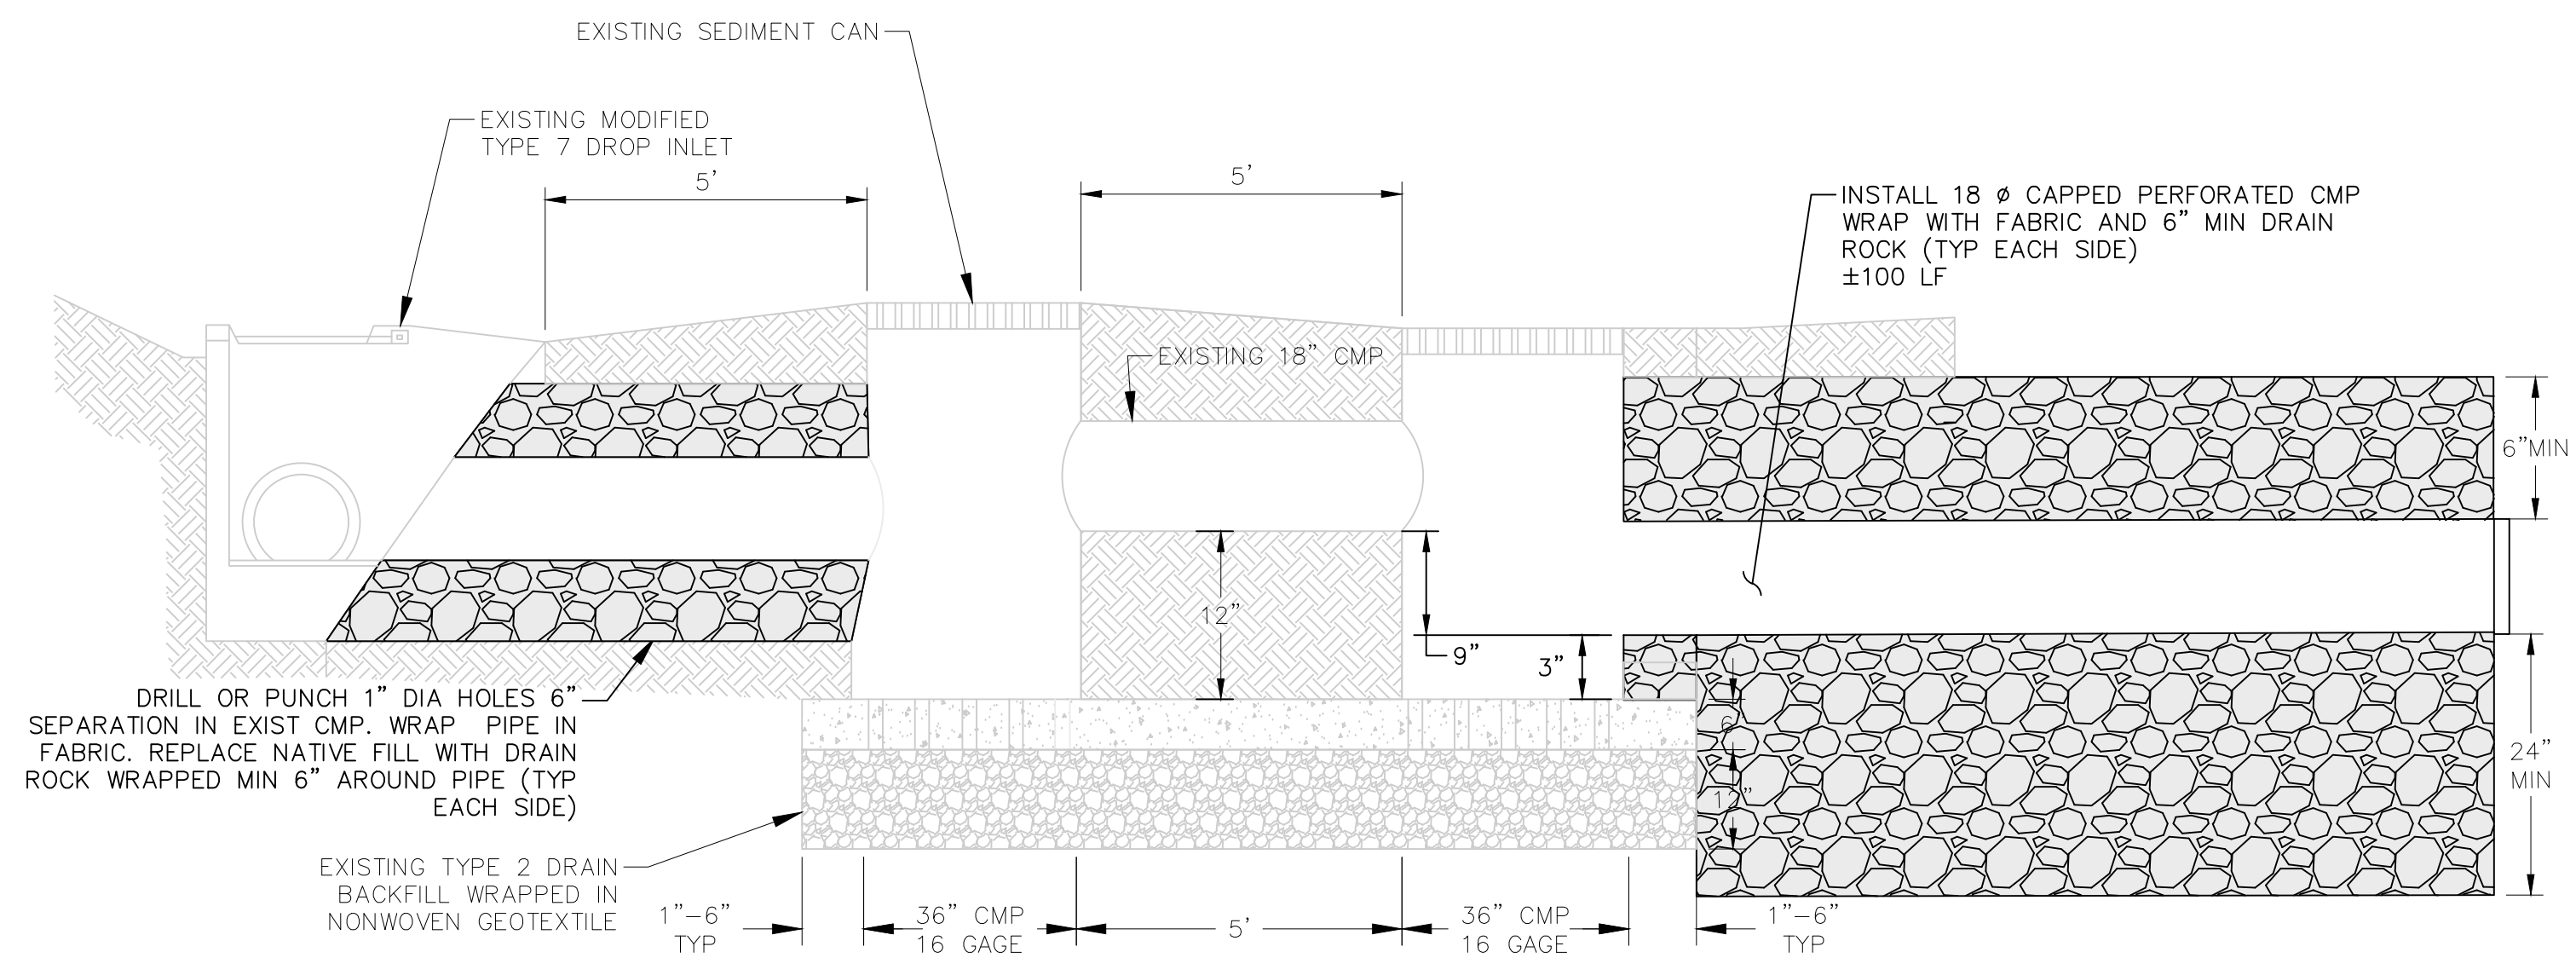 EXISTING SEDIMENT CAN
EXISTING MODIFIED
TYPE 7 DROP INLET
5’
5’
INSTALL 18 ø CAPPED PERFORATED CMP
WRAP WITH FABRIC AND 6” MIN DRAIN
ROCK (TYP EACH SIDE)
±100 LF
EXISTING 18” CMP
6”MIN
12”
9”
3”
DRILL OR PUNCH 1” DIA HOLES 6”
SEPARATION IN EXIST CMP. WRAP PIPE IN
FABRIC. REPLACE NATIVE FILL WITH DRAIN
ROCK WRAPPED MIN 6” AROUND PIPE (TYP
EACH SIDE)
6”
12”
24”
MIN
EXISTING TYPE 2 DRAIN
BACKFILL WRAPPED IN
NONWOVEN GEOTEXTILE
1”-6”
TYP
36” CMP
16 GAGE
5’
36” CMP
16 GAGE
1”-6”
TYP